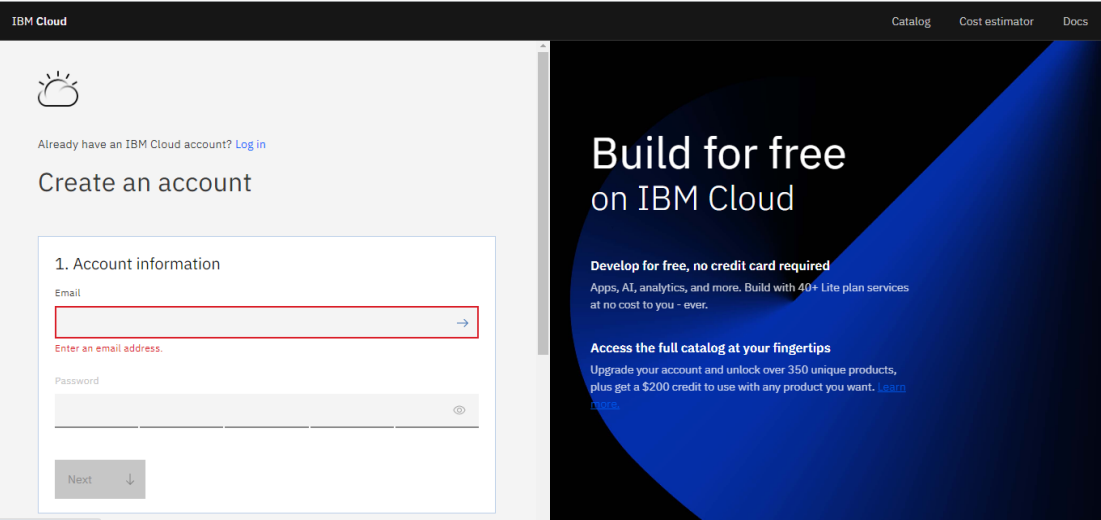 IBM Cloud
Catalog
Cost estimator
Docs
Already have an IBM Cloud account? Log in
Create an account
1. Account information
Email
Enter an email address.
Password
Next
Build for free
on IBM Cloud
Develop for free, no credit card required
Apps, AI, analytics, and more. Build with 40+ Lite plan services
at no cost to you - ever.
Access the full catalog at your fingertips
Upgrade your account and unlock over 350 unique products,
plus get a $200 credit to use with any product you want. Learn
more.